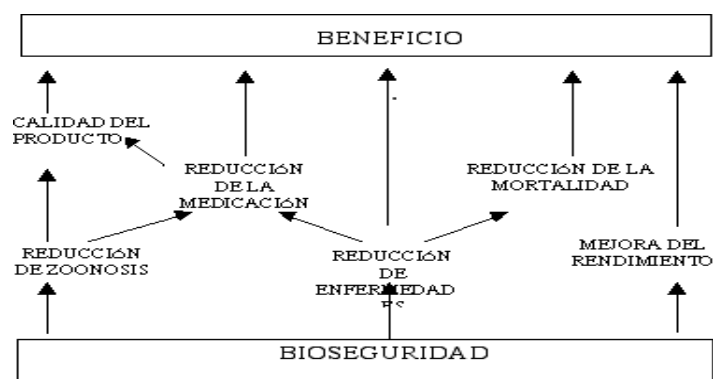 BENEFICIO
CALIDAD DEL
PRODUCTO
REDUCCIÓN
DE LA
MEDICACIÓN
REDUCCIÓN DE LA
MORTALIDAD
REDUCCIÓN
DE ZOONOSIS
REDUCCIÓN
DE
ENFERMEDAD
ES
MEJORA DEL
RENDIMIENTO
BIOSEGURIDAD